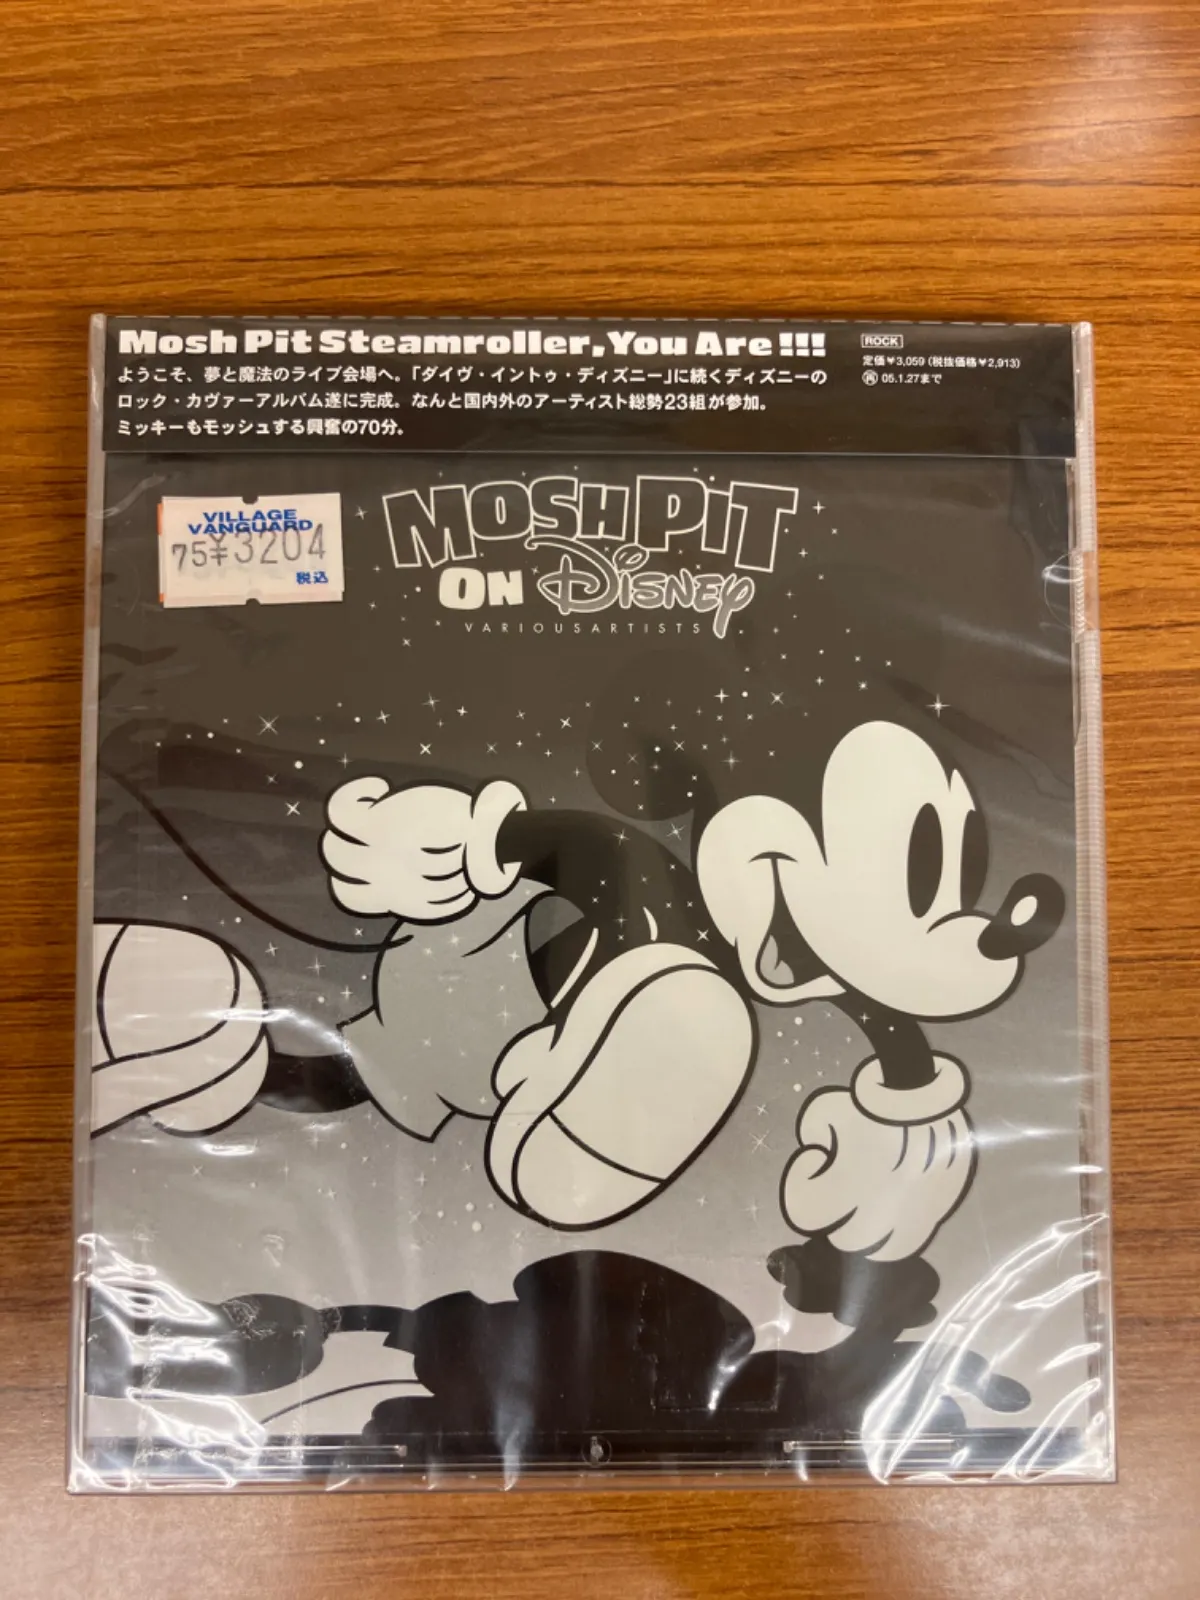 Mosh Pit Steamroller, You Are !!!
ようこそ、夢と魔法のライブ会場へ。「ダイヴ・イントゥ・ディズニー」に続くディズニーの
ロック・カヴァーアルバム遂に完成。なんと国内外のアーティスト総勢23組が参加。
ミッキーもモッシュする興奮の70分。
ROCK
定価¥3,059(税抜価格¥2,913)
再 05.1.27まで
VILLAGE
VANGUARD
75¥3204
税込
MOSH PIT
ON DISNEY
VARIOUSARTISTS